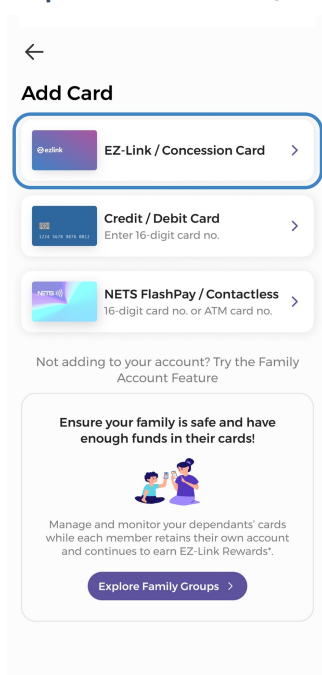 Add Card
ezlink
EZ-Link / Concession Card
1234 5678 9876 0012
Credit / Debit Card
Enter 16-digit card no.
NETS
NETS FlashPay / Contactless
16-digit card no. or ATM card no.
Not adding to your account? Try the Family
Account Feature
Ensure your family is safe and have
enough funds in their cards!
Manage and monitor your dependants' cards
while each member retains their own account
and continues to earn EZ-Link Rewards*.
Explore Family Groups >